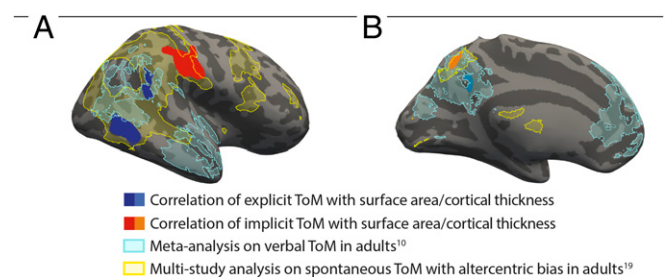 A
B
Correlation of explicit ToM with surface area/cortical thickness
Correlation of implicit ToM with surface area/cortical thickness
Meta-analysis on verbal ToM in adults¹⁰
Multi-study analysis on spontaneous ToM with altercentric bias in adults¹⁹